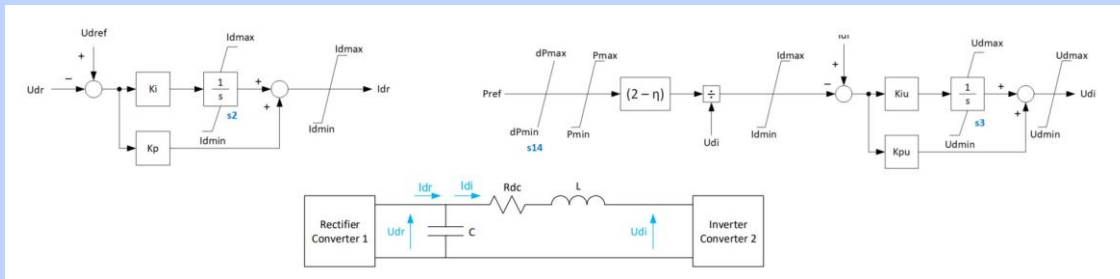 Udref
Idmax
Idmax
+
−
Udr
Ki
1
s
+
+
Idr
s2
Idmin
Idmin
Kp
dPmax
Pmax
Pref
dPmin
Pmin
s14
(2 − η)
÷
Udi
Idmax
Idmin
+
−
Kiu
Udmax
1
s
s3
Udmin
Kpu
+
+
Udmax
Udmin
Udi
Rectifier
Converter 1
Idr
Idi
Udr
C
Rdc
L
Udi
Inverter
Converter 2